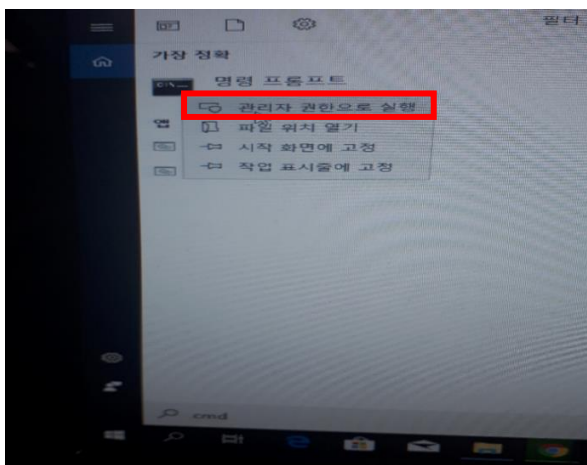 필터
가장 정확
명령 프롬프트
관리자 권한으로 실행
앱
파일 위치 열기
시작 화면에 고정
작업 표시줄에 고정
cmd